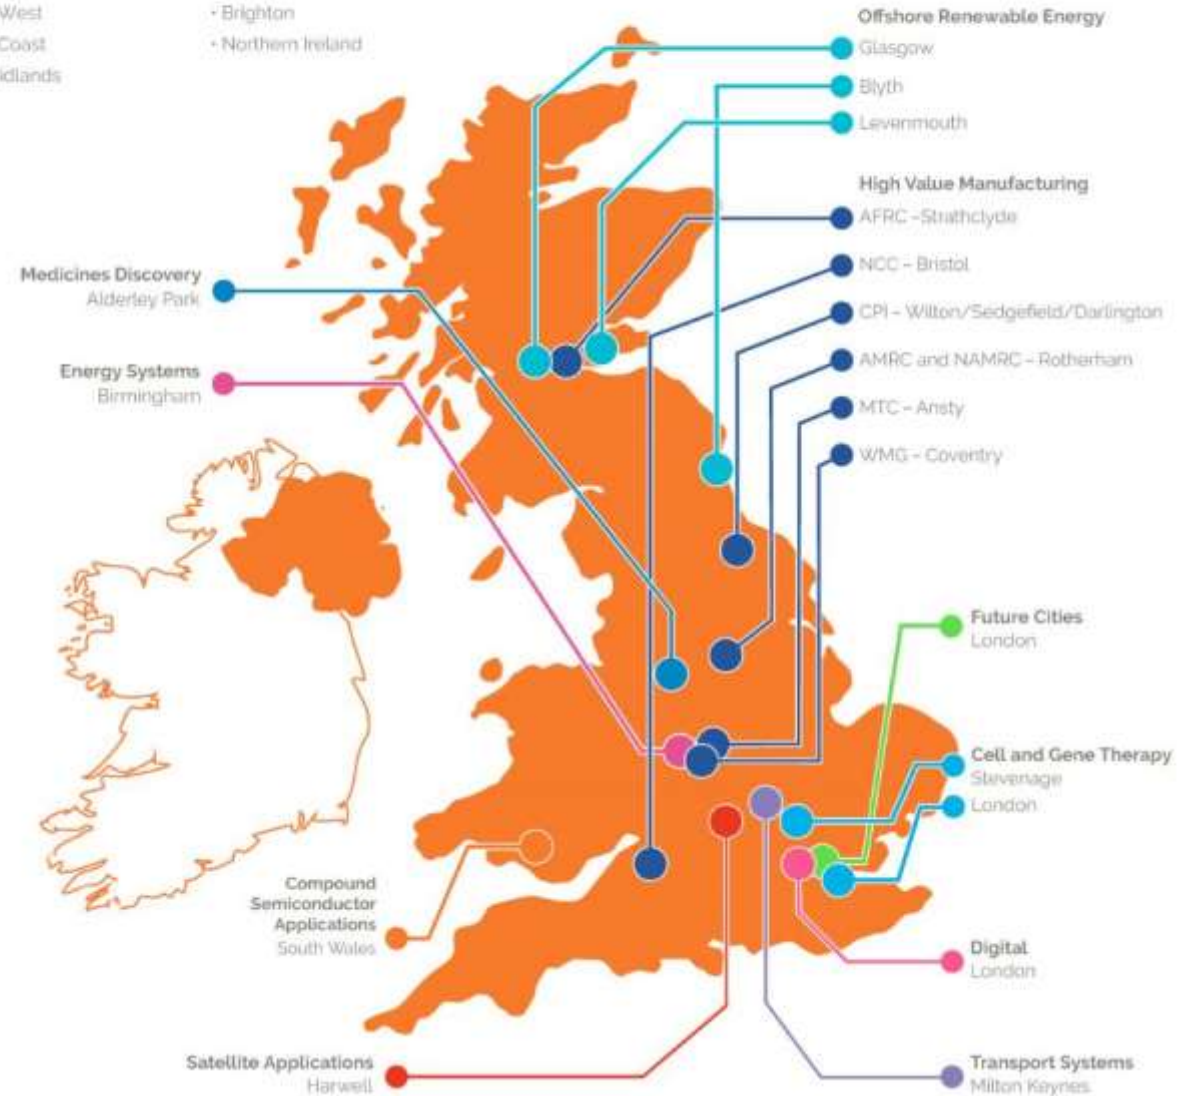 West
Coast
idlands
• Brighton
• Northern Ireland
Offshore Renewable Energy
Glasgow
Blyth
Levenmouth
High Value Manufacturing
AFRC –Strathclyde
NCC – Bristol
CPI – Wilton/Sedgefield/Darlington
AMRC and NAMRC – Rotherham
MTC – Ansty
WMG – Coventry
Medicines Discovery
Alderley Park
Energy Systems
Birmingham
Future Cities
London
Cell and Gene Therapy
Stevenage
London
Compound
Semiconductor
Applications
South Wales
Digital
London
Satellite Applications
Harwell
Transport Systems
Milton Keynes